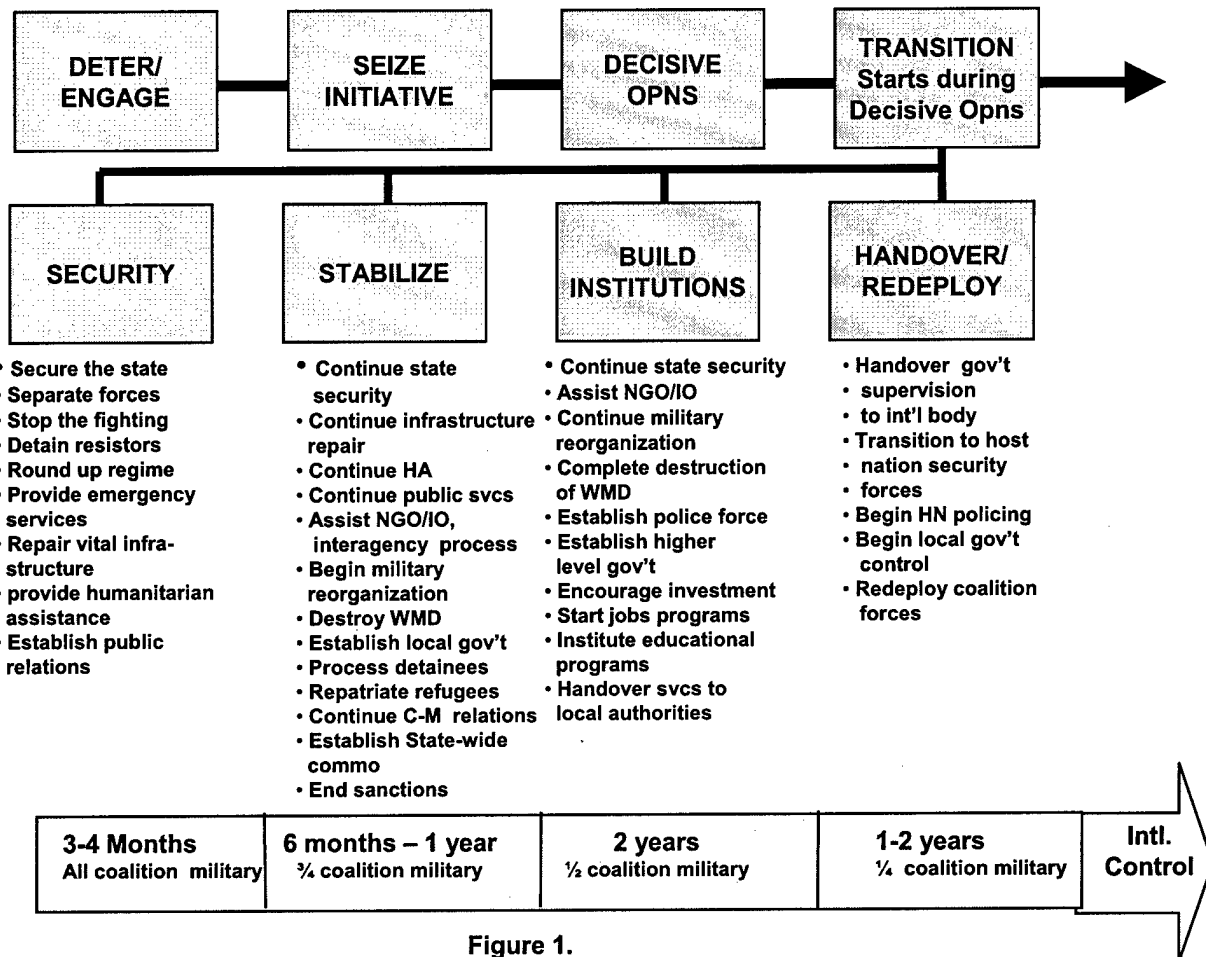 DETER/
ENGAGE
SEIZE
INITIATIVE
DECISIVE
OPNS
TRANSITION
Starts during
Decisive Opns
SECURITY
STABILIZE
BUILD
INSTITUTIONS
HANDOVER/
REDEPLOY
• Secure the state
• Separate forces
• Stop the fighting
• Detain resistors
• Round up regime
• Provide emergency
services
• Repair vital infra-
structure
• provide humanitarian
assistance
• Establish public
relations
• Continue state
security
• Continue infrastructure
repair
• Continue HA
• Continue public svcs
• Assist NGO/IO,
interagency process
• Begin military
reorganization
• Destroy WMD
• Establish local gov't
• Process detainees
• Repatriate refugees
• Continue C-M relations
• Establish State-wide
commo
• End sanctions
• Continue state security
• Assist NGO/IO
• Continue military
reorganization
• Complete destruction
of WMD
• Establish police force
• Establish higher
level gov't
• Encourage investment
• Start jobs programs
• Institute educational
programs
• Handover svcs to
local authorities
• Handover gov't
• supervision
• to int'l body
• Transition to host
• nation security
• forces
• Begin HN policing
• Begin local gov't
control
• Redeploy coalition
forces
3-4 Months
All coalition military
6 months – 1 year
¾ coalition military
2 years
½ coalition military
1-2 years
¼ coalition military
Intl.
Control
Figure 1.